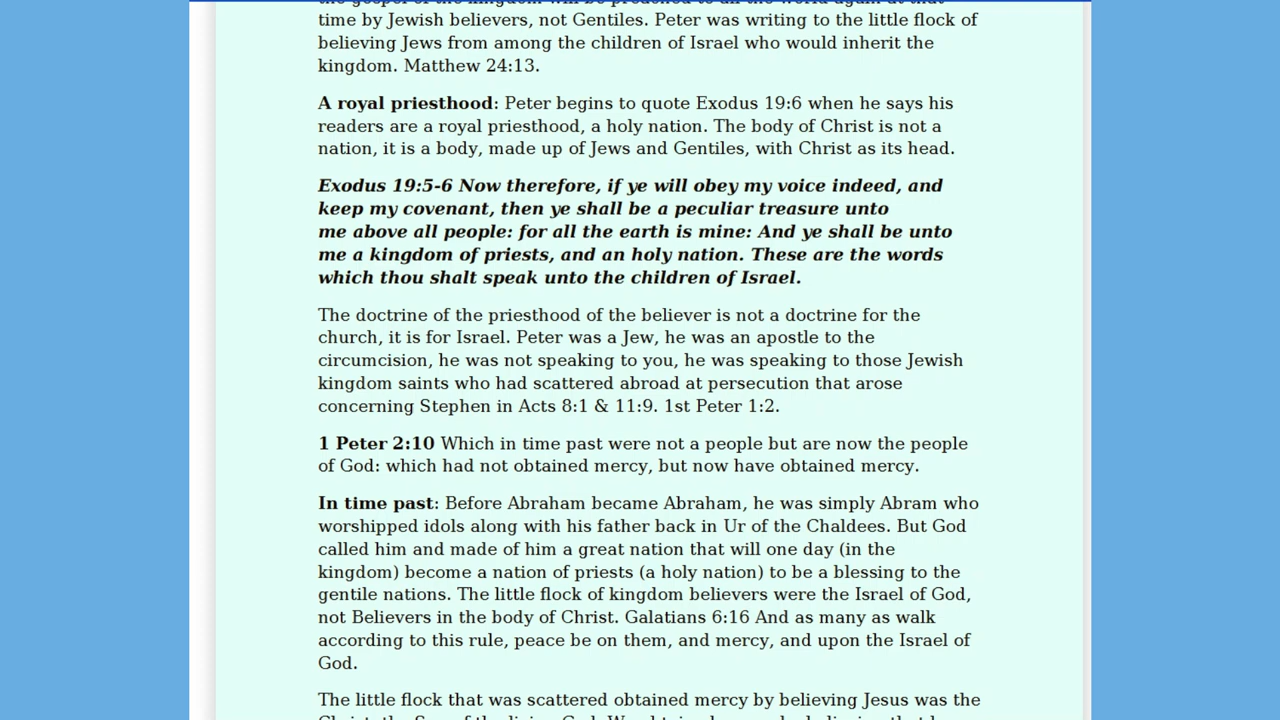 time by Jewish believers, not Gentiles. Peter was writing to the little flock of
believing Jews from among the children of Israel who would inherit the
kingdom. Matthew 24:13.
A royal priesthood: Peter begins to quote Exodus 19:6 when he says his
readers are a royal priesthood, a holy nation. The body of Christ is not a
nation, it is a body, made up of Jews and Gentiles, with Christ as its head.
Exodus 19:5-6 Now therefore, if ye will obey my voice indeed, and
keep my covenant, then ye shall be a peculiar treasure unto
me above all people: for all the earth is mine: And ye shall be unto
me a kingdom of priests, and an holy nation. These are the words
which thou shalt speak unto the children of Israel.
The doctrine of the priesthood of the believer is not a doctrine for the
church, it is for Israel. Peter was a Jew, he was an apostle to the
circumcision, he was not speaking to you, he was speaking to those Jewish
kingdom saints who had scattered abroad at persecution that arose
concerning Stephen in Acts 8:1 & 11:9. 1st Peter 1:2.
1 Peter 2:10 Which in time past were not a people but are now the people
of God: which had not obtained mercy, but now have obtained mercy.
In time past: Before Abraham became Abraham, he was simply Abram who
worshipped idols along with his father back in Ur of the Chaldees. But God
called him and made of him a great nation that will one day (in the
kingdom) become a nation of priests (a holy nation) to be a blessing to the
gentile nations. The little flock of kingdom believers were the Israel of God,
not Believers in the body of Christ. Galatians 6:16 And as many as walk
according to this rule, peace be on them, and mercy, and upon the Israel of
God.
The little flock that was scattered obtained mercy by believing Jesus was the